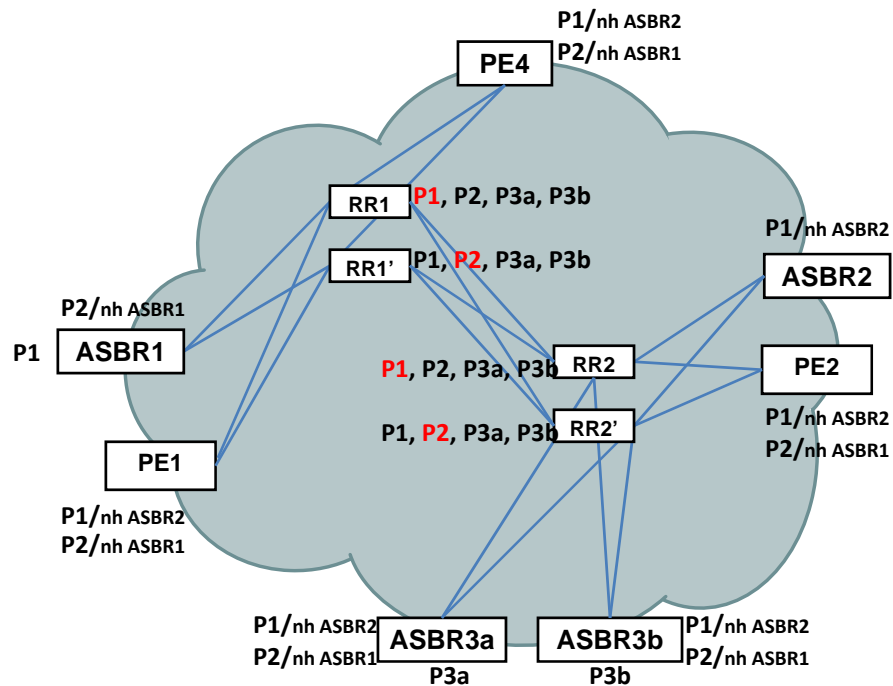 P1/nh ASBR2
P2/nh ASBR1
PE4
RR1
P1, P2, P3a, P3b
RR1'
P1, P2, P3a, P3b
P1/nh ASBR2
ASBR2
P2/nh ASBR1
P1
ASBR1
P1, P2, P3a, P3b
RR2
PE2
P1, P2, P3a, P3b
RR2'
P1/nh ASBR2
P2/nh ASBR1
PE1
P1/nh ASBR2
P2/nh ASBR1
P1/nh ASBR2
P2/nh ASBR1
ASBR3a
P3a
ASBR3b
P3b
P1/nh ASBR2
P2/nh ASBR1